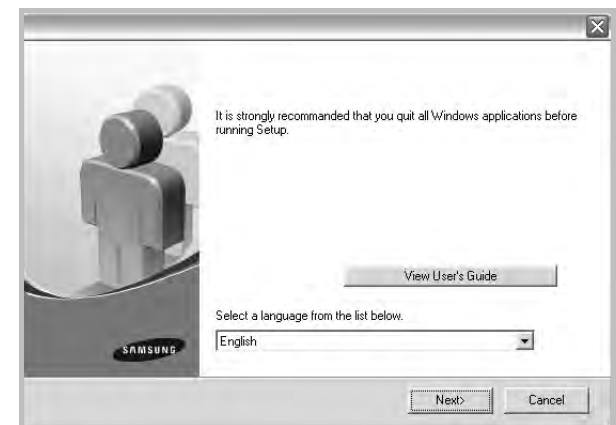 It is strongly recommanded that you quit all Windows applications before
running Setup.
View User's Guide
Select a language from the list below.
English
SAMSUNG
Next>
Cancel